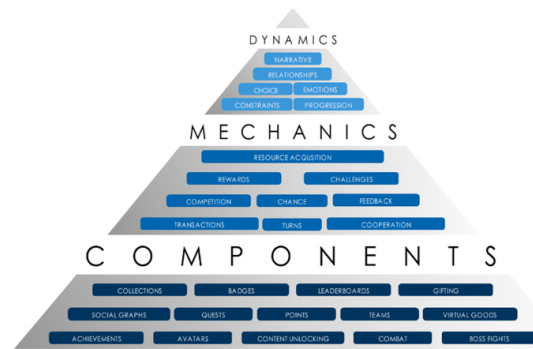 DYNAMICS
NARRATIVE
RELATIONSHIPS
CHOICE EMOTIONS
CONSTRAINTS PROGRESSION
MECHANICS
RESOURCE ACQUSITION
REWARDS CHALLENGES
COMPETITION CHANCE FEEDBACK
TRANSACTIONS TURNS COOPERATION
COMPONENTS
COLLECTIONS BADGES LEADERBOARDS GIFTING
SOCIAL GRAPHS QUESTS POINTS TEAMS VIRTUAL GOODS
ACHIEVEMENTS AVATARS CONTENT UNLOCKING COMBAT BOSS FIGHTS